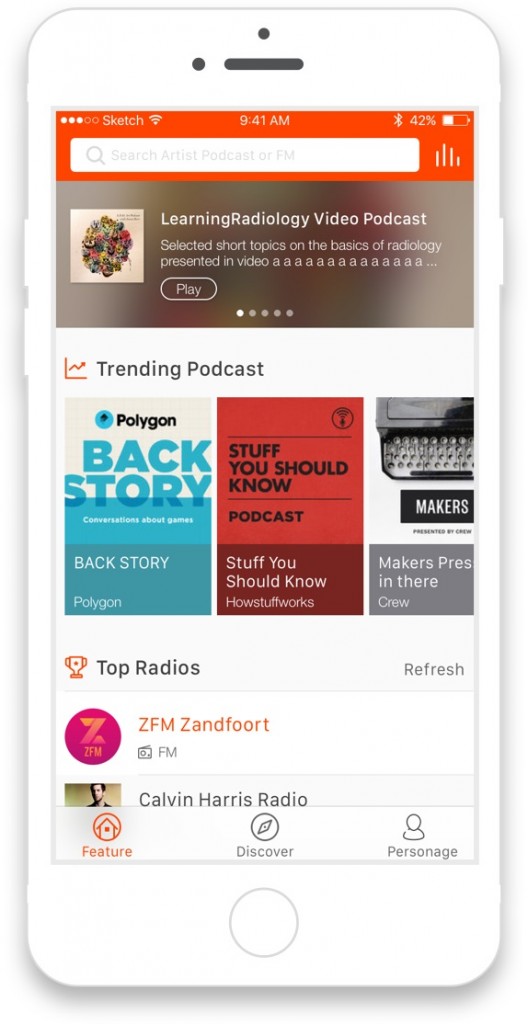 Sketch 9:41 AM 42%
Search Artist Podcast or FM
LearningRadiology Video Podcast
Selected short topics on the basics of radiology
presented in video a a a a a a a a a a a a a a ...
Play
Trending Podcast
Polygon
BACK
STORY
Conversations about games
BACK STORY
Polygon
STUFF
YOU SHOULD
KNOW
PODCAST
Stuff You
Should Know
Howstuffworks
MAKERS
PRESENTED BY CREW
Makers Pres
in there
Crew
Top Radios
Refresh
ZFM
ZFM Zandfoort
FM
Calvin Harris Radio
Feature
Discover
Personage